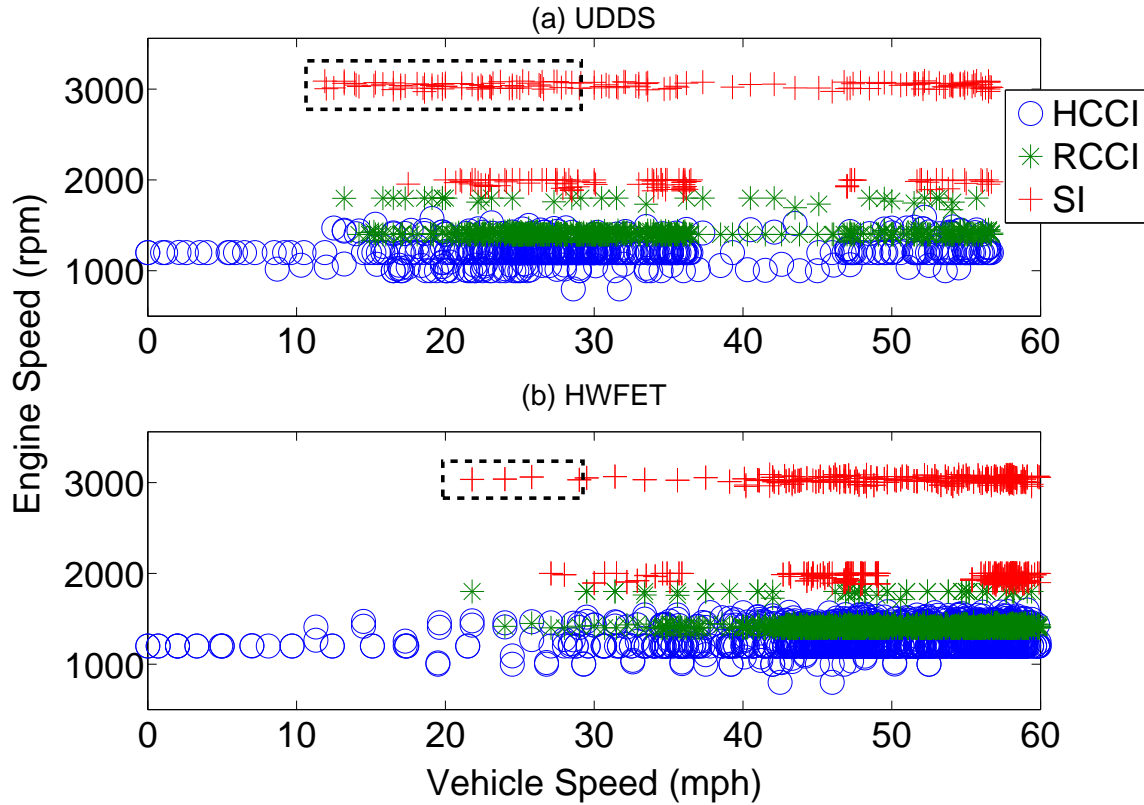 (a) UDDS
3000
2000
1000
0 10 20 30 40 50 60
HCCI
RCCI
SI
Engine Speed (rpm)
(b) HWFET
3000
2000
1000
0 10 20 30 40 50 60
Vehicle Speed (mph)